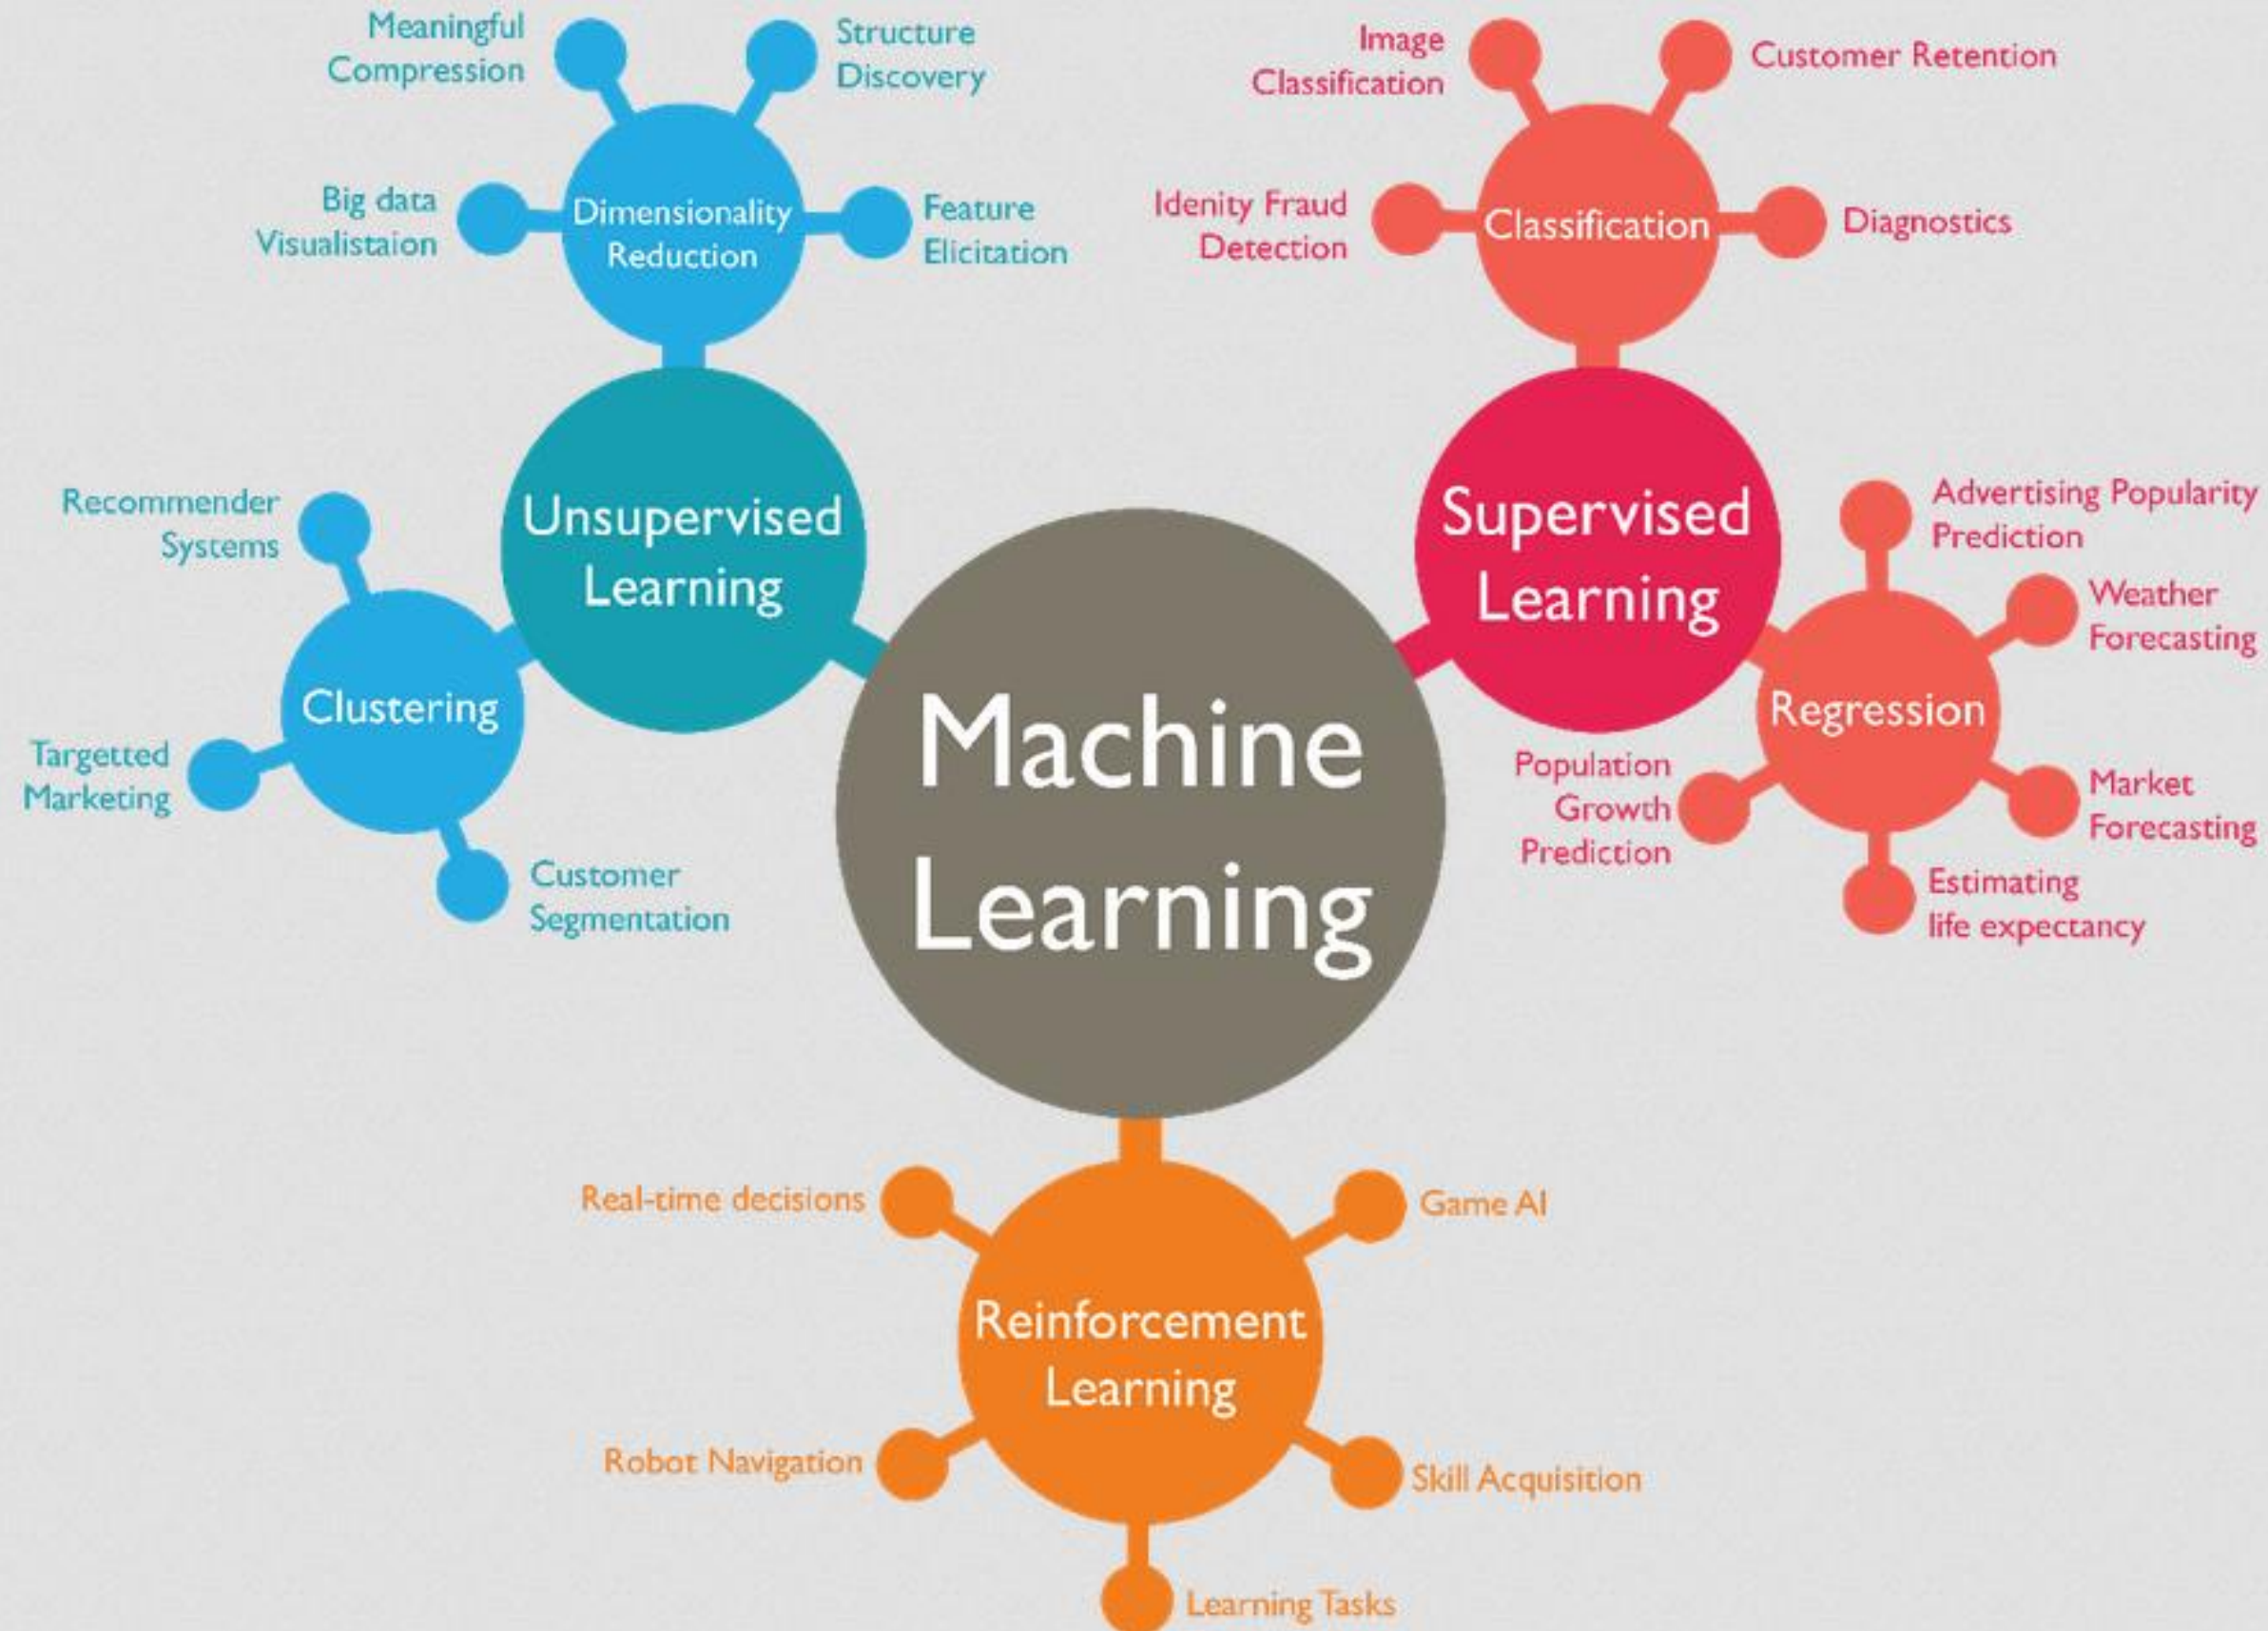 Meaningful
Compression
Structure
Discovery
Big data
Visualistaion
Dimensionality
Reduction
Feature
Elicitation
Image
Classification
Customer Retention
Idenity Fraud
Detection
Classification
Diagnostics
Unsupervised
Learning
Recommender
Systems
Clustering
Targetted
Marketing
Customer
Segmentation
Supervised
Learning
Advertising Popularity
Prediction
Weather
Forecasting
Regression
Population
Growth
Prediction
Market
Forecasting
Estimating
life expectancy
Machine
Learning
Real-time decisions
Game AI
Reinforcement
Learning
Robot Navigation
Skill Acquisition
Learning Tasks